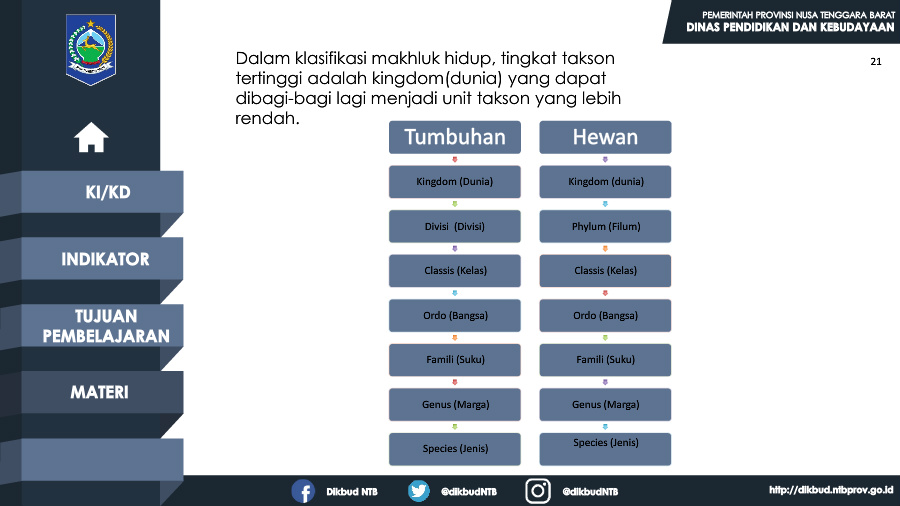 PEMERINTAH PROVINSI NUSA TENGGARA BARAT
DINAS PENDIDIKAN DAN KEBUDAYAAN
21
Dalam klasifikasi makhluk hidup, tingkat takson
tertinggi adalah kingdom(dunia) yang dapat
dibagi-bagi lagi menjadi unit takson yang lebih
rendah.
KI/KD
INDIKATOR
TUJUAN
PEMBELAJARAN
MATERI
Tumbuhan
Kingdom (Dunia)
Divisi  (Divisi)
Classis (Kelas)
Ordo (Bangsa)
Famili (Suku)
Genus (Marga)
Species (Jenis)
Hewan
Kingdom (dunia)
Phylum (Filum)
Classis (Kelas)
Ordo (Bangsa)
Famili (Suku)
Genus (Marga)
Species (Jenis)
Dikbud NTB
@dikbudNTB
@dikbudNTB
http://dikbud.ntbprov.go.id